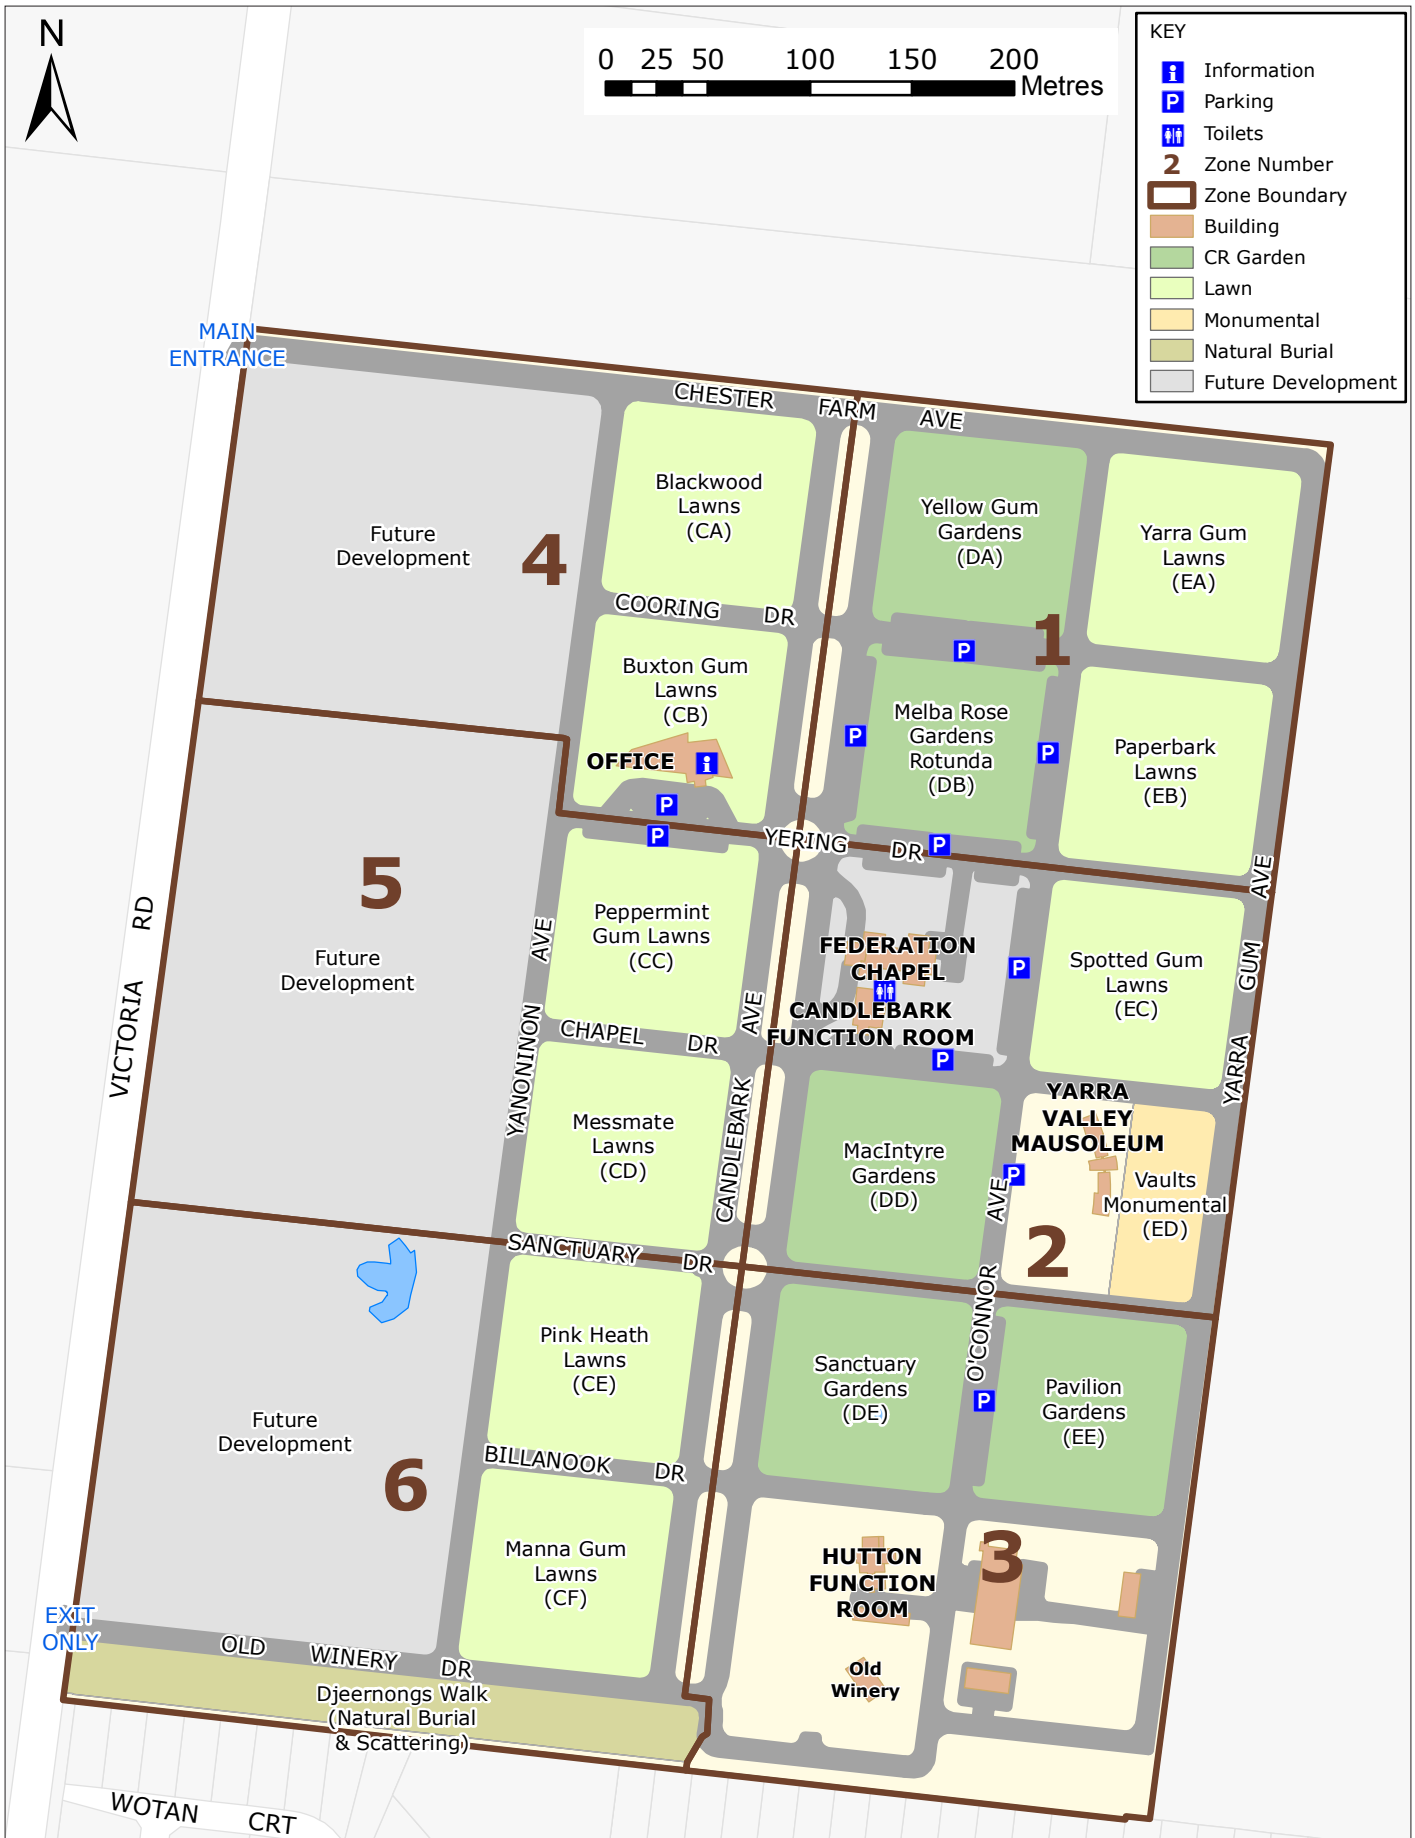 N
0 25 50 100 150 200
Metres
KEY
Information
P Parking
Toilets
2 Zone Number
Zone Boundary
Building
CR Garden
Lawn
Monumental
Natural Burial
Future Development
MAIN
ENTRANCE
CHESTER FARM AVE
Future
Development
4
Blackwood
Lawns
(CA)
Yellow Gum
Gardens
(DA)
Yarra Gum
Lawns
(EA)
COORING DR
1
P
Buxton Gum
Lawns
(CB)
OFFICE
P
P
Melba Rose
Gardens
Rotunda
(DB)
P
P
Paperbark
Lawns
(EB)
YERING DR
P
5
Future
Development
Peppermint
Gum Lawns
(CC)
YANONINON AVE
VICTORIA RD
FEDERATION
CHAPEL
CANDLEBARK
FUNCTION ROOM
P
P
Spotted Gum
Lawns
(EC)
YARRA GUM AVE
CHAPEL DR
CANDLEBARK AVE
Messmate
Lawns
(CD)
MacIntyre
Gardens
(DD)
YARRA
VALLEY
MAUSOLEUM
P
Vaults
Monumental
(ED)
2
O'CONNOR AVE
SANCTUARY DR
Pink Heath
Lawns
(CE)
Sanctuary
Gardens
(DE)
P
Pavilion
Gardens
(EE)
Future
Development
6
BILLANOOK DR
Manna Gum
Lawns
(CF)
HUTTON
FUNCTION
ROOM
3
Old
Winery
EXIT
ONLY
OLD WINERY DR
Djeernongs Walk
(Natural Burial
& Scattering)
WOTAN CRT